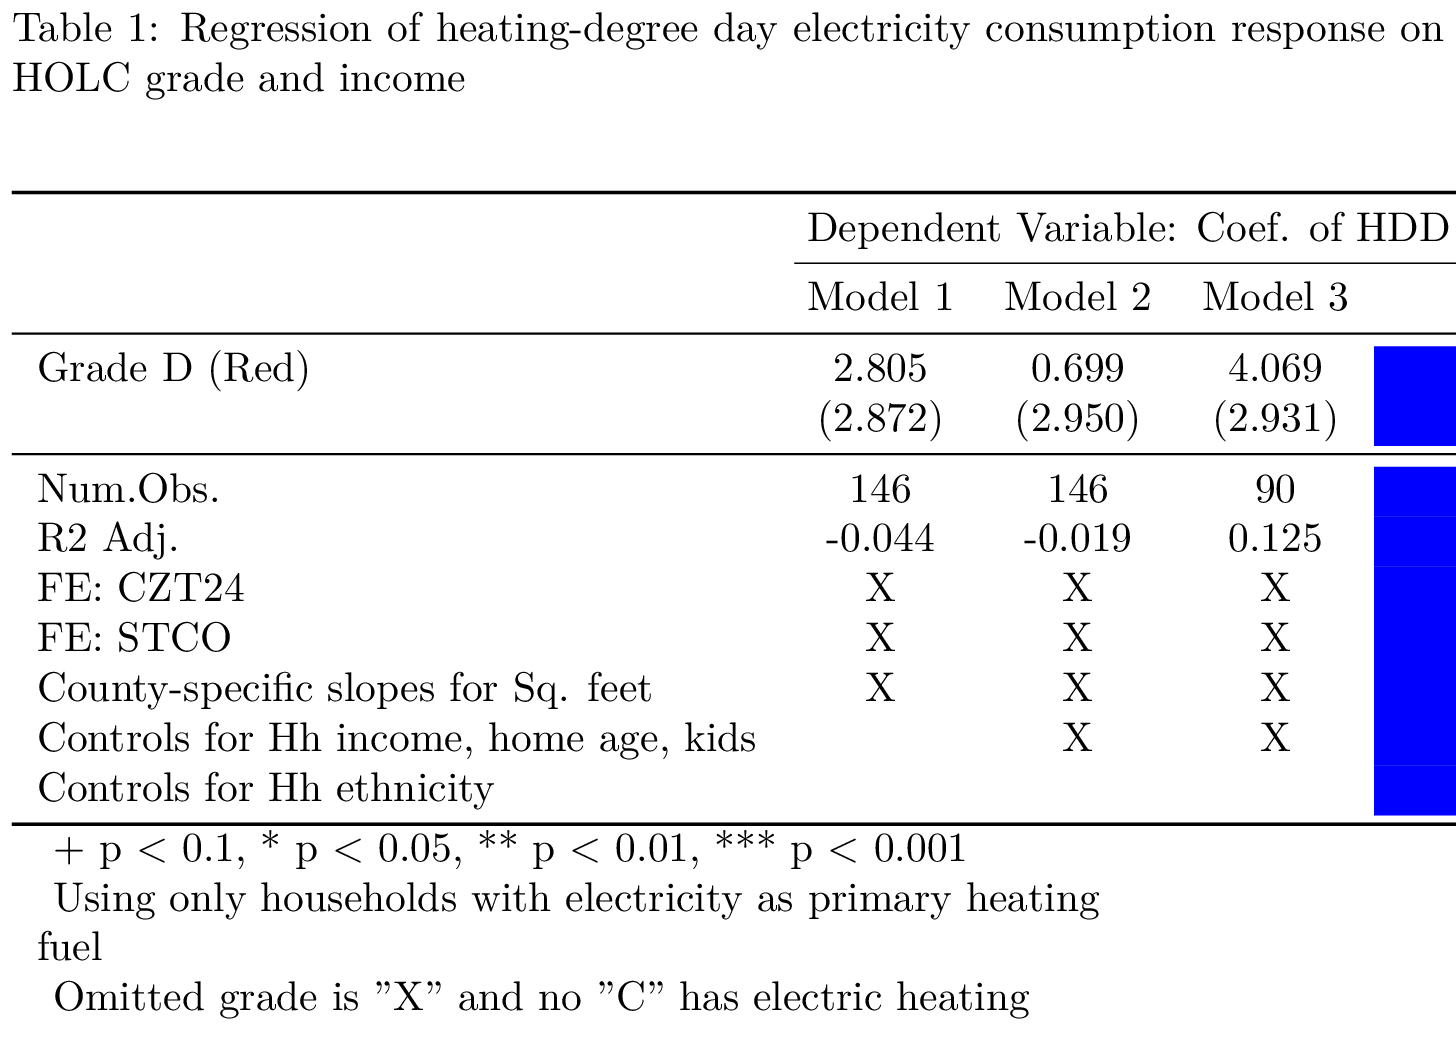 Table 1: Regression of heating-degree day electricity consumption response on
HOLC grade and income
Dependent Variable: Coef. of HDD
Model 1 Model 2 Model 3
Grade D (Red) 2.805 0.699 4.069
(2.872) (2.950) (2.931)
Num.Obs. 146 146 90
R2 Adj. -0.044 -0.019 0.125
FE: CZT24 X X X
FE: STCO X X X
County-specific slopes for Sq. feet X X X
Controls for Hh income, home age, kids X X
Controls for Hh ethnicity
+ p < 0.1, * p < 0.05, ** p < 0.01, *** p < 0.001
Using only households with electricity as primary heating
fuel
Omitted grade is ”X” and no ”C” has electric heating